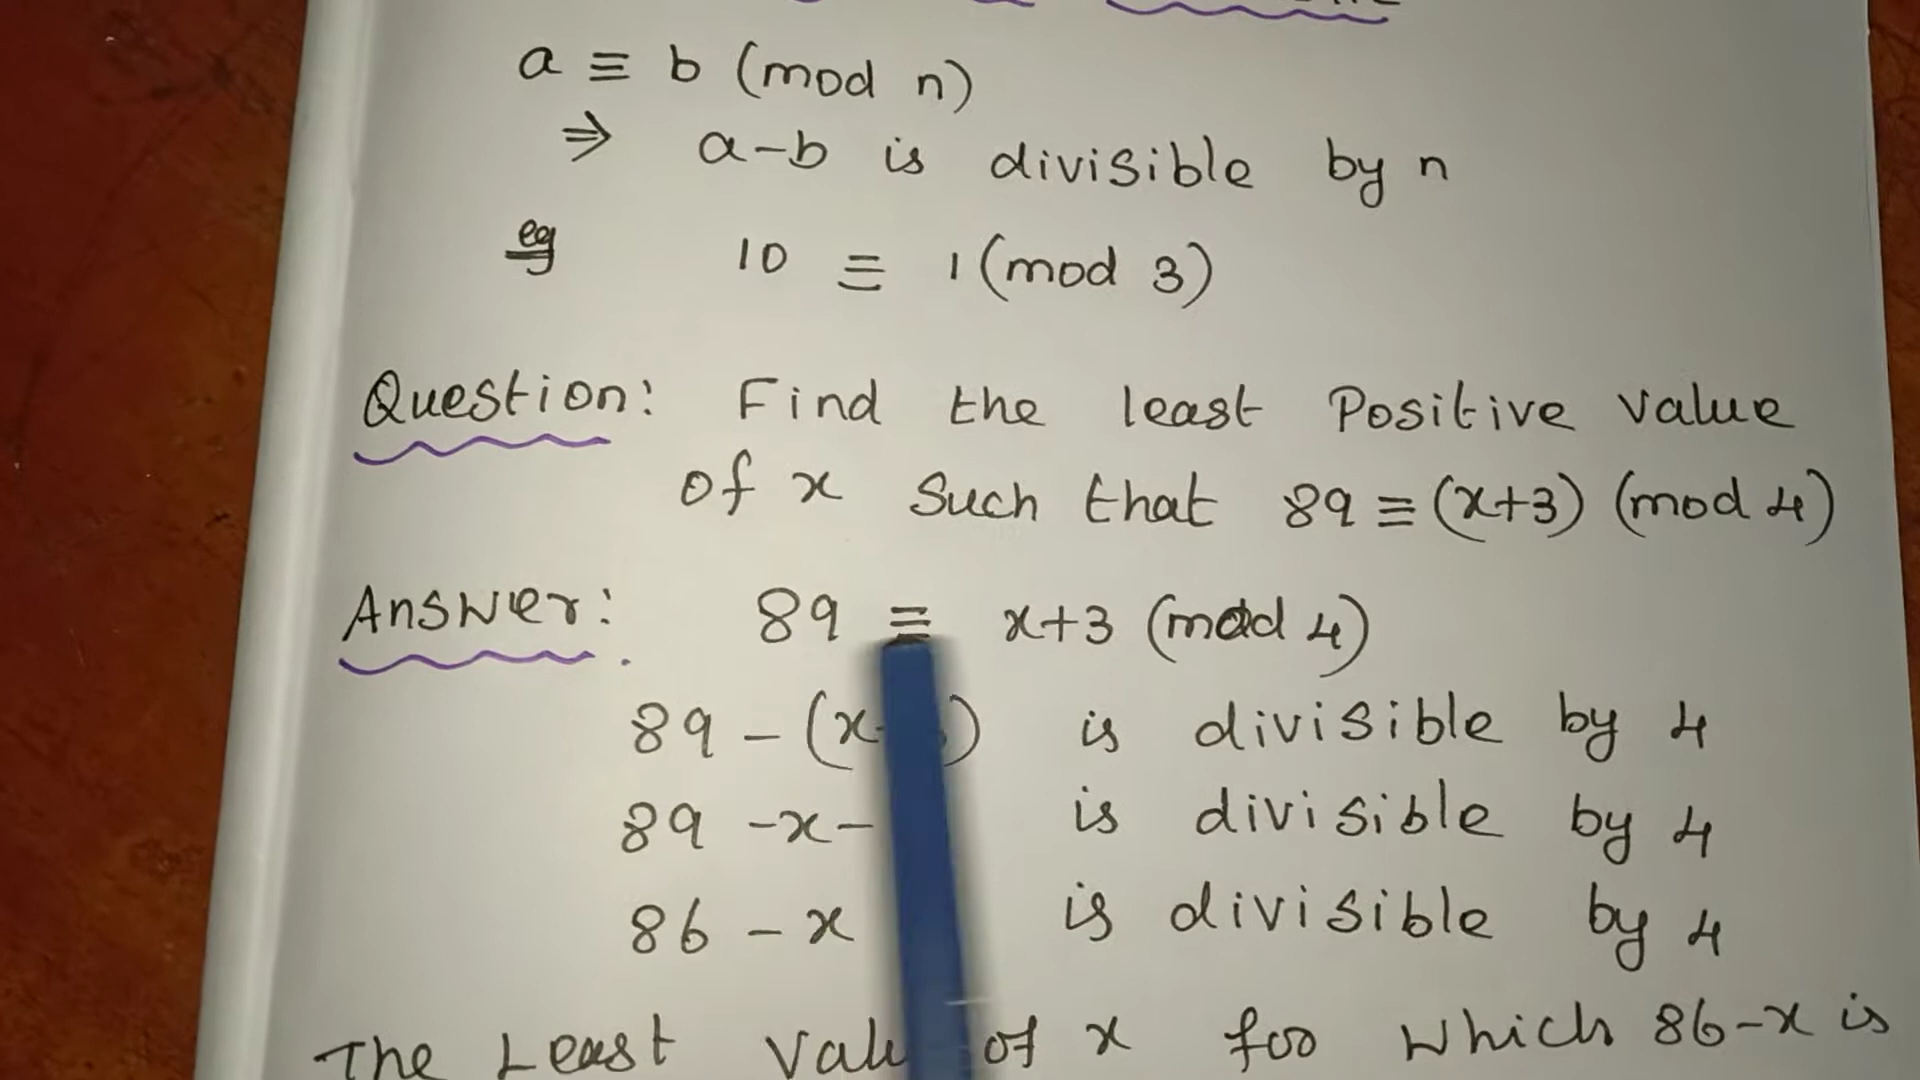 a ≡ b (mod n)
⇒ a-b is divisible by n
eg 10 ≡ 1 (mod 3)
Question: Find the least Positive value
of x Such that 89 ≡ (x+3) (mod 4)
Answer: 89 ≡ x+3 (mod 4)
89 - (x ) is divisible by 4
89 -x- is divisible by 4
86 - x is divisible by 4
The Least of x for which 86-x is